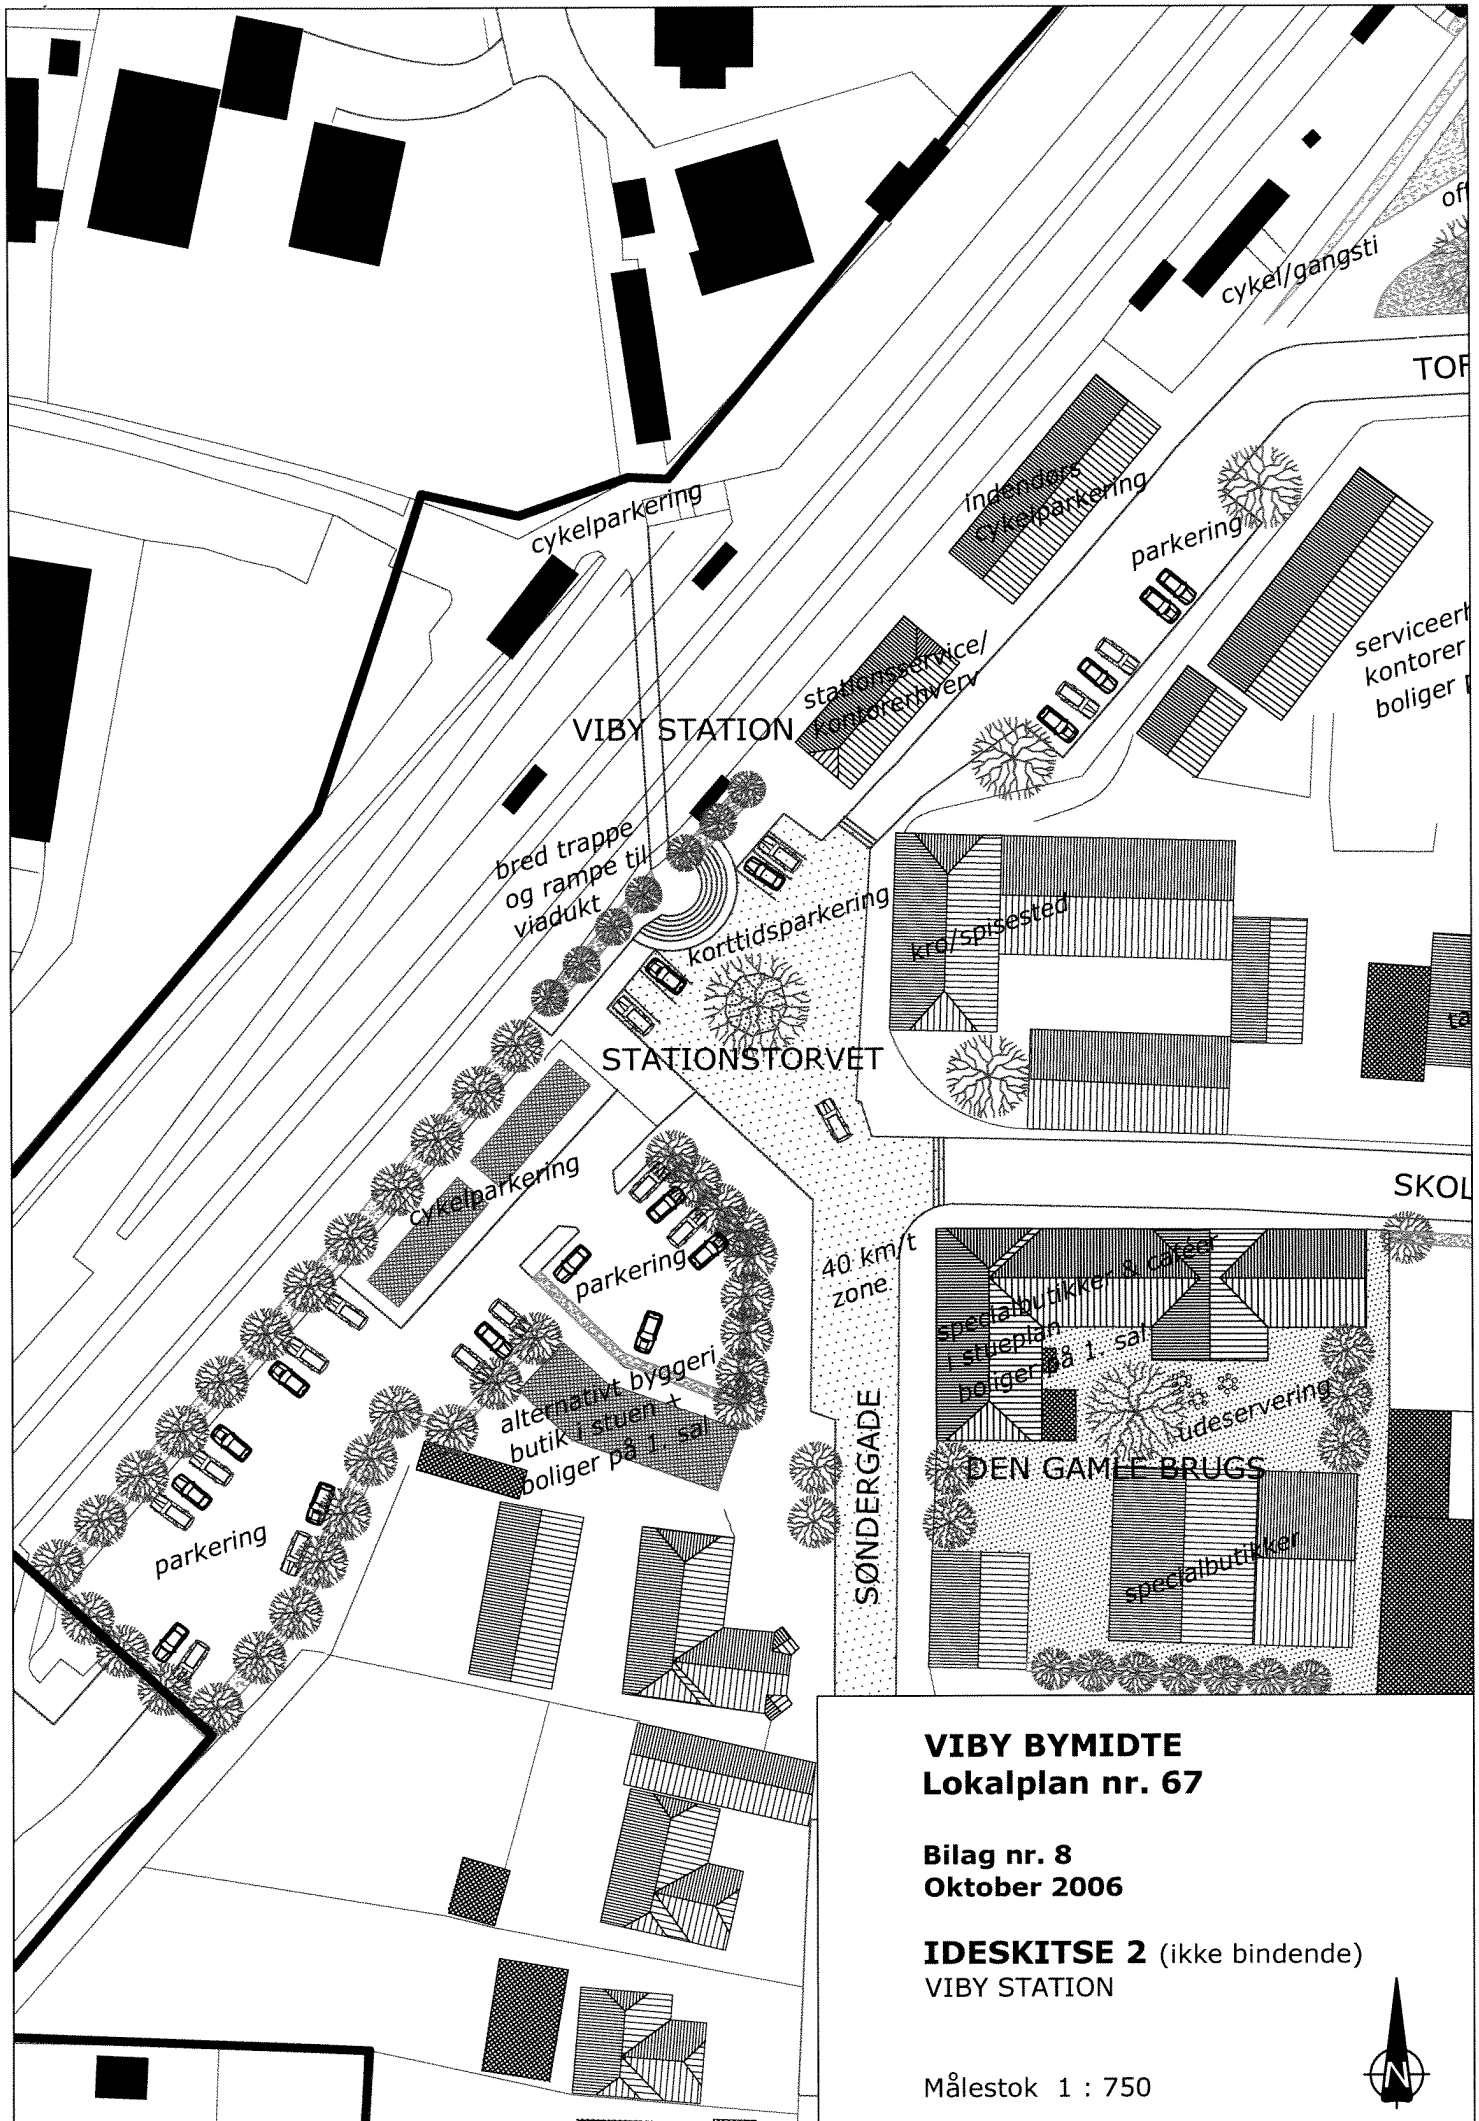 off
cykel/gangsti
TOF
cykelparkering
indendørs
cykelparkering
parkering
stationsservice/
kontorerhverv
serviceerh
kontorer
boliger p
VIBY STATION
bred trappe
og rampe til
viadukt
korttidsparkering
kro/spisested
STATIONSTORVET
cykelparkering
SKOL
parkering
40 km/t
zone
specialbutikker & caféer
i stueplan
boliger på 1. sal
alternativt byggeri
butik i stuen +
boliger på 1. sal
udeservering
SØNDERGADE
DEN GAMLE BRUGS
parkering
specialbutikker
VIBY BYMIDTE
Lokalplan nr. 67
Bilag nr. 8
Oktober 2006
IDESKITSE 2 (ikke bindende)
VIBY STATION
Målestok 1 : 750
N